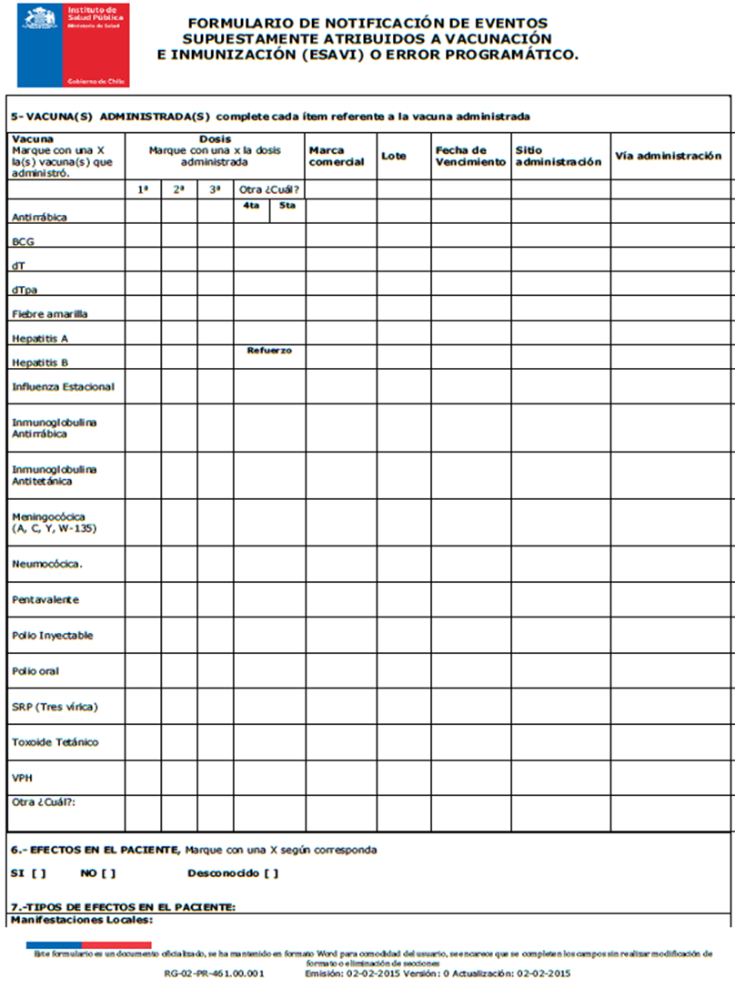 Instituto de
Salud Pública
Ministerio de Salud
Gobierno de Chile
FORMULARIO DE NOTIFICACIÓN DE EVENTOS
SUPUESTAMENTE ATRIBUIDOS A VACUNACIÓN
E INMUNIZACIÓN (ESAVI) O ERROR PROGRAMÁTICO.
5- VACUNA(S) ADMINISTRADA(S) complete cada ítem referente a la vacuna administrada
Vacuna
Marque con una X
la(s) vacuna(s) que
administró.
Dosis
Marque con una x la dosis
administrada
Marca
comercial
Lote
Fecha de
Vencimiento
Sitio
administración
Vía administración
1ª 2ª 3ª Otra ¿Cuál?
4ta 5ta
Antirrábica
BCG
dT
dTpa
Fiebre amarilla
Hepatitis A
Refuerzo
Hepatitis B
Influenza Estacional
Inmunoglobulina
Antirrábica
Inmunoglobulina
Antitetánica
Meningocócica
(A, C, Y, W-135)
Neumocócica.
Pentavalente
Polio Inyectable
Polio oral
SRP (Tres vírica)
Toxoide Tetánico
VPH
Otra ¿Cuál?:
6.- EFECTOS EN EL PACIENTE, Marque con una X según corresponda
SI [ ] NO [ ] Desconocido [ ]
7.-TIPOS DE EFECTOS EN EL PACIENTE:
Manifestaciones Locales:
Este formulario es un documento oficializado, se ha mantenido en formato Word para comodidad del usuario, se encarece que se completen los campos sin realizar modificación de
formato o eliminación de secciones
RG-02-PR-461.00.001 Emisión: 02-02-2015 Versión: 0 Actualización: 02-02-2015